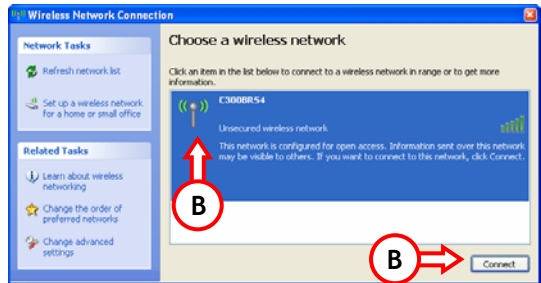 Wireless Network Connection
Network Tasks
Refresh network list
Set up a wireless network
for a home or small office
Related Tasks
Learn about wireless
networking
Change the order of
preferred networks
Change advanced
settings
Choose a wireless network
Click an item in the list below to connect to a wireless network in range or to get more
information.
C300BRS4
Unsecured wireless network
This network is configured for open access. Information sent over this network
may be visible to others. If you want to connect to this network, click Connect.
B
B
Connect